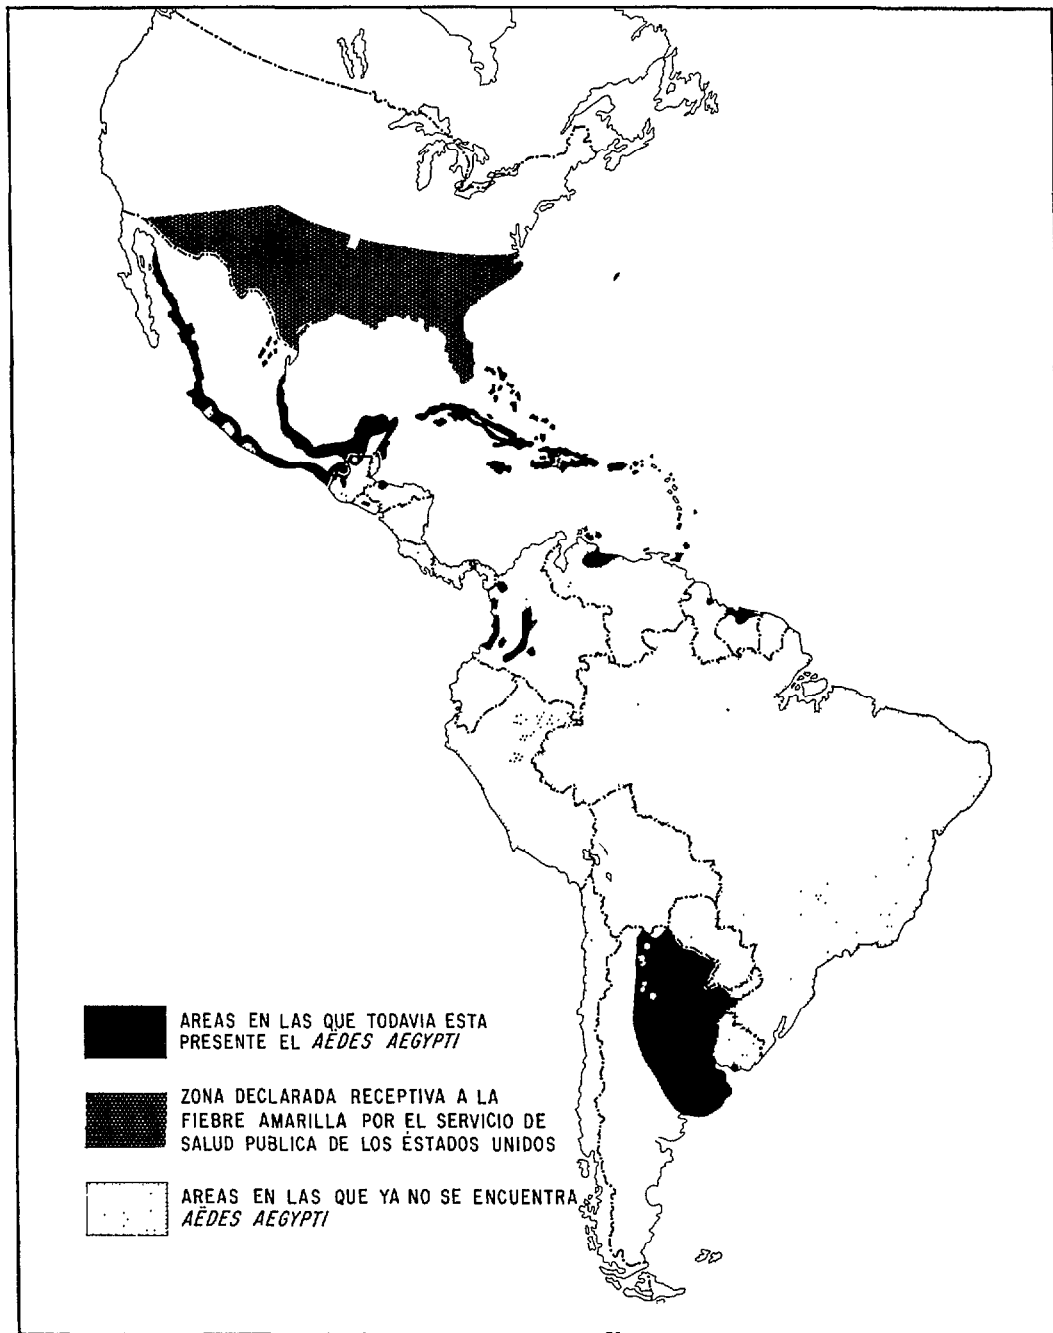 AREAS EN LAS QUE TODAVIA ESTA
PRESENTE EL AËDES AEGYPTI
ZONA DECLARADA RECEPTIVA A LA
FIEBRE AMARILLA POR EL SERVICIO DE
SALUD PUBLICA DE LOS ESTADOS UNIDOS
AREAS EN LAS QUE YA NO SE ENCUENTRA
AËDES AEGYPTI